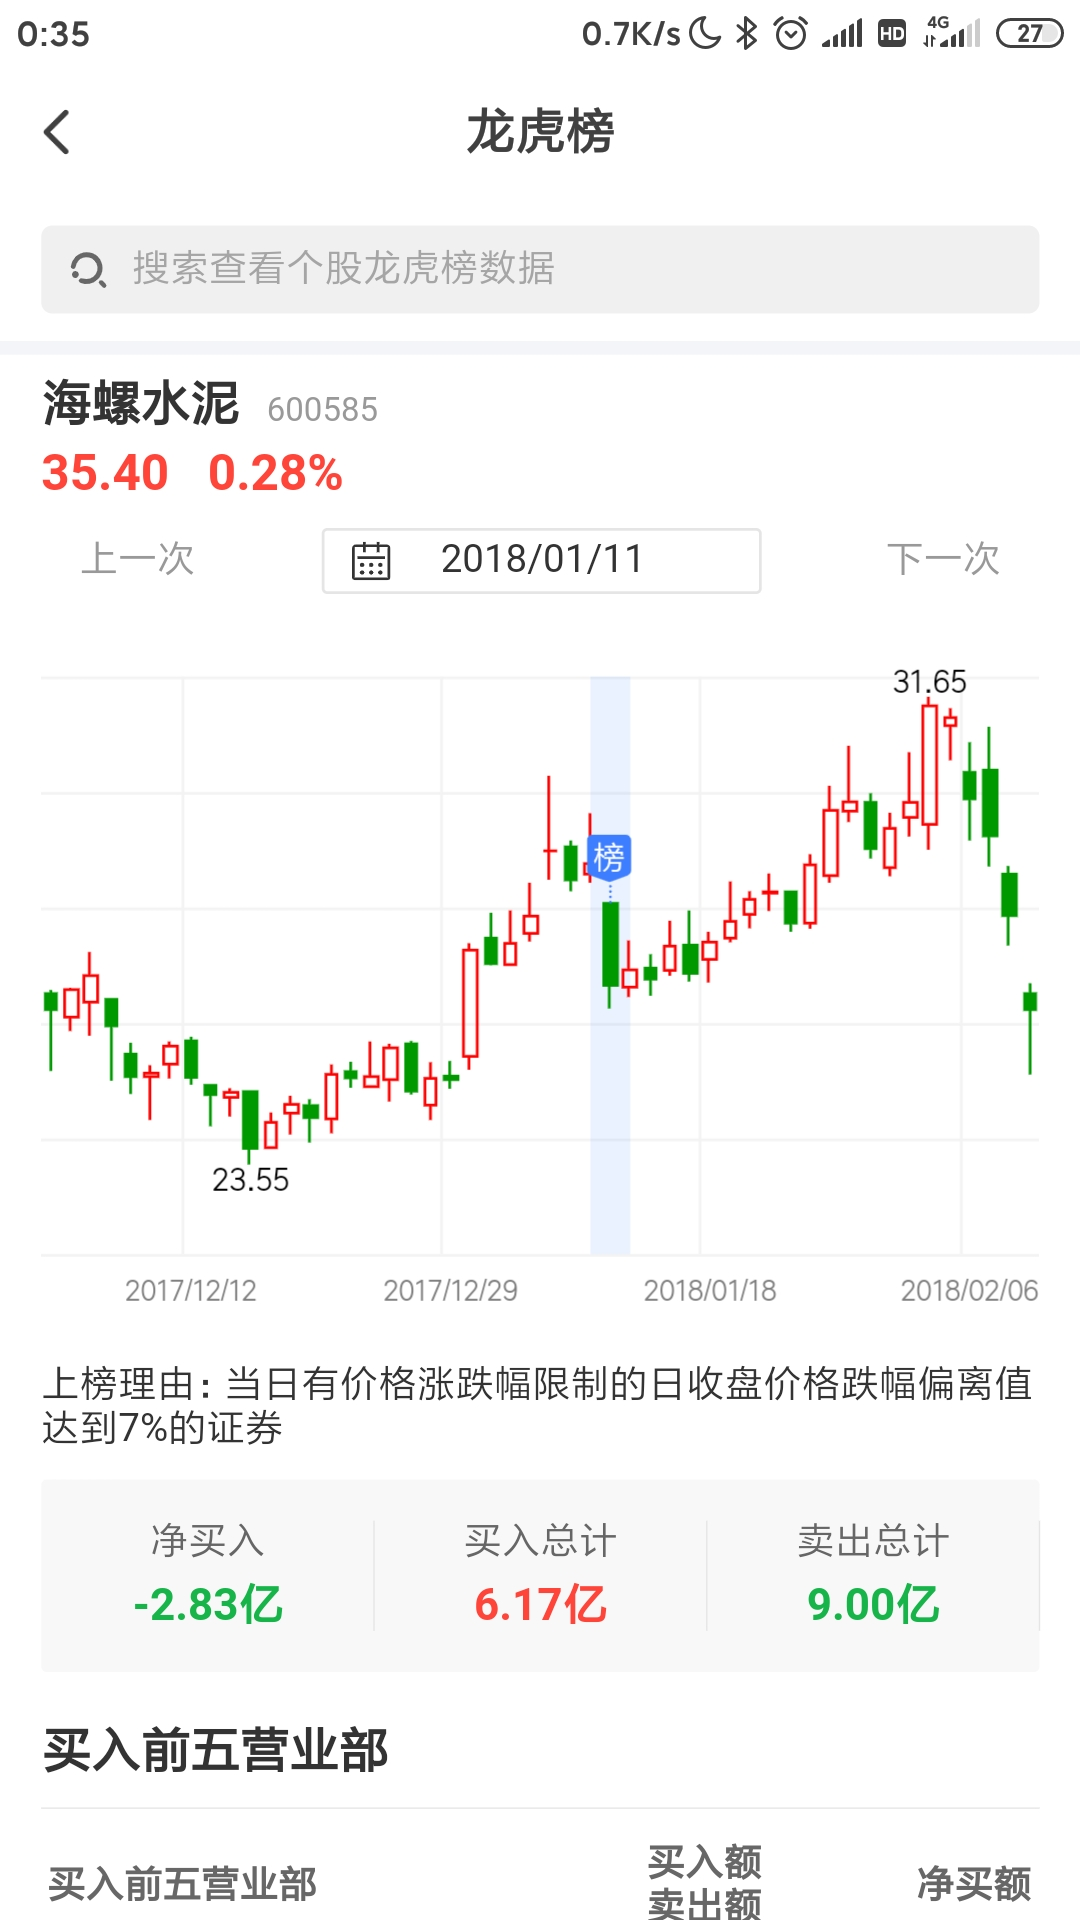 0:35
0.7K/s HD 4G 27
龙虎榜
搜索查看个股龙虎榜数据
海螺水泥 600585
35.40 0.28%
上一次 2018/01/11 下一次
31.65
榜
23.55
2017/12/12 2017/12/29 2018/01/18 2018/02/06
上榜理由：当日有价格涨跌幅限制的日收盘价格跌幅偏离值
达到7%的证券
净买入 买入总计 卖出总计
-2.83亿 6.17亿 9.00亿
买入前五营业部
买入前五营业部 买入额 净买额
卖出额